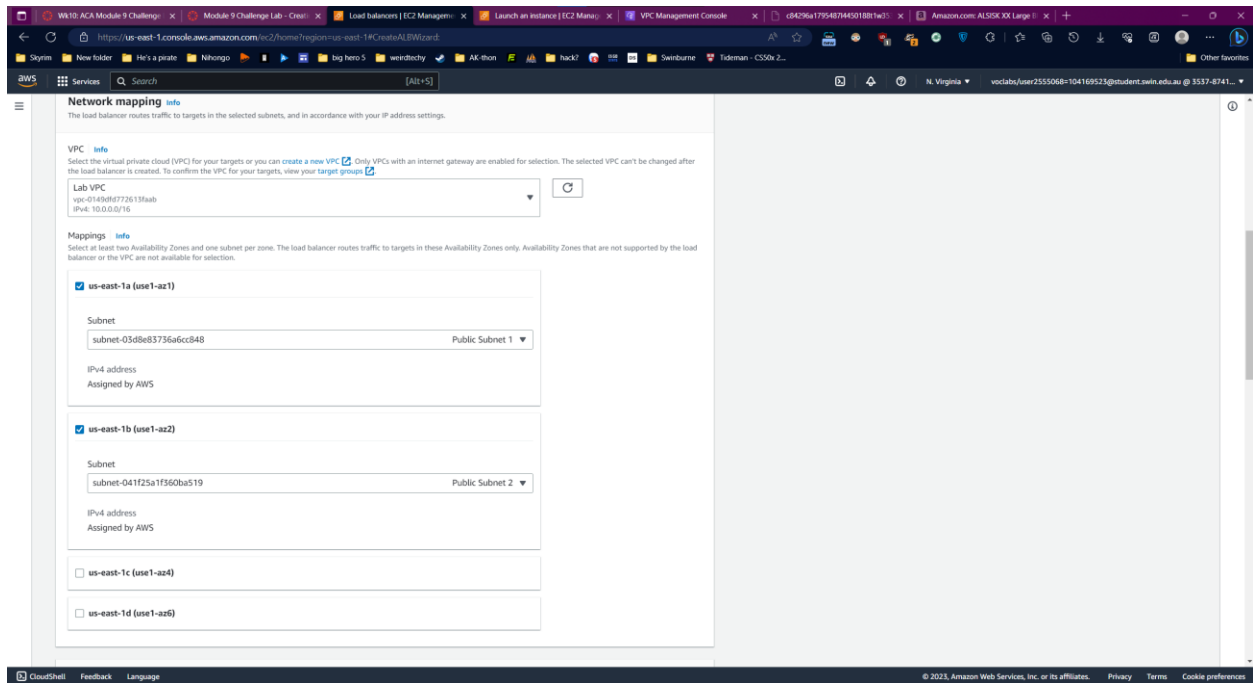 Wk10: ACA Module 9 Challenge
Module 9 Challenge Lab - Creati
Load balancers | EC2 Managem
Launch an instance | EC2 Manag
VPC Management Console
Amazon.com: ALSISK XX Large
https://us-east-1.console.aws.amazon.com/ec2/home?region=us-east-1#CreateALBWizard:
Skyrim
New folder
He's a pirate
Nihongo
big hero 5
weirdtechy
AK-thon
hack?
Swinburne
Tideman - CS50x 2...
Other favorites
aws
Services
Search
[Alt+S]
N. Virginia
voclabs/user2555068=104169523@student.swin.edu.au @ 3537-8741...
Network mapping Info
The load balancer routes traffic to targets in the selected subnets, and in accordance with your IP address settings.
VPC Info
Select the virtual private cloud (VPC) for your targets or you can create a new VPC. Only VPCs with an internet gateway are enabled for selection. The selected VPC can't be changed after
the load balancer is created. To confirm the VPC for your targets, view your target groups.
Lab VPC
vpc-0149dfd772613faab
IPv4: 10.0.0.0/16
Mappings Info
Select at least two Availability Zones and one subnet per zone. The load balancer routes traffic to targets in these Availability Zones only. Availability Zones that are not supported by the load
balancer or the VPC are not available for selection.
us-east-1a (use1-az1)
Subnet
subnet-03d8e83736a6cc848 Public Subnet 1
IPv4 address
Assigned by AWS
us-east-1b (use1-az2)
Subnet
subnet-041f25a1f360ba519 Public Subnet 2
IPv4 address
Assigned by AWS
us-east-1c (use1-az4)
us-east-1d (use1-az6)
CloudShell
Feedback
Language
© 2023, Amazon Web Services, Inc. or its affiliates.
Privacy
Terms
Cookie preferences